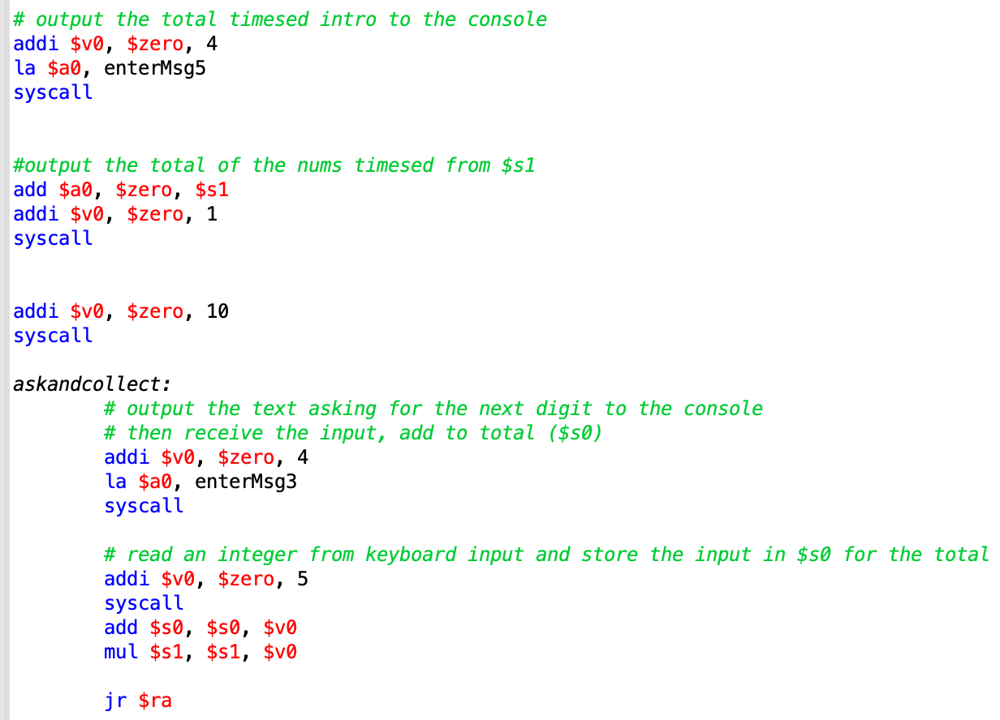 # output the total timesed intro to the console
addi $v0, $zero, 4
la $a0, enterMsg5
syscall
#output the total of the nums timesed from $s1
add $a0, $zero, $s1
addi $v0, $zero, 1
syscall
addi $v0, $zero, 10
syscall
askandcollect:
# output the text asking for the next digit to the console
# then receive the input, add to total ($s0)
addi $v0, $zero, 4
la $a0, enterMsg3
syscall
# read an integer from keyboard input and store the input in $s0 for the total
addi $v0, $zero, 5
syscall
add $s0, $s0, $v0
mul $s1, $s1, $v0
jr $ra